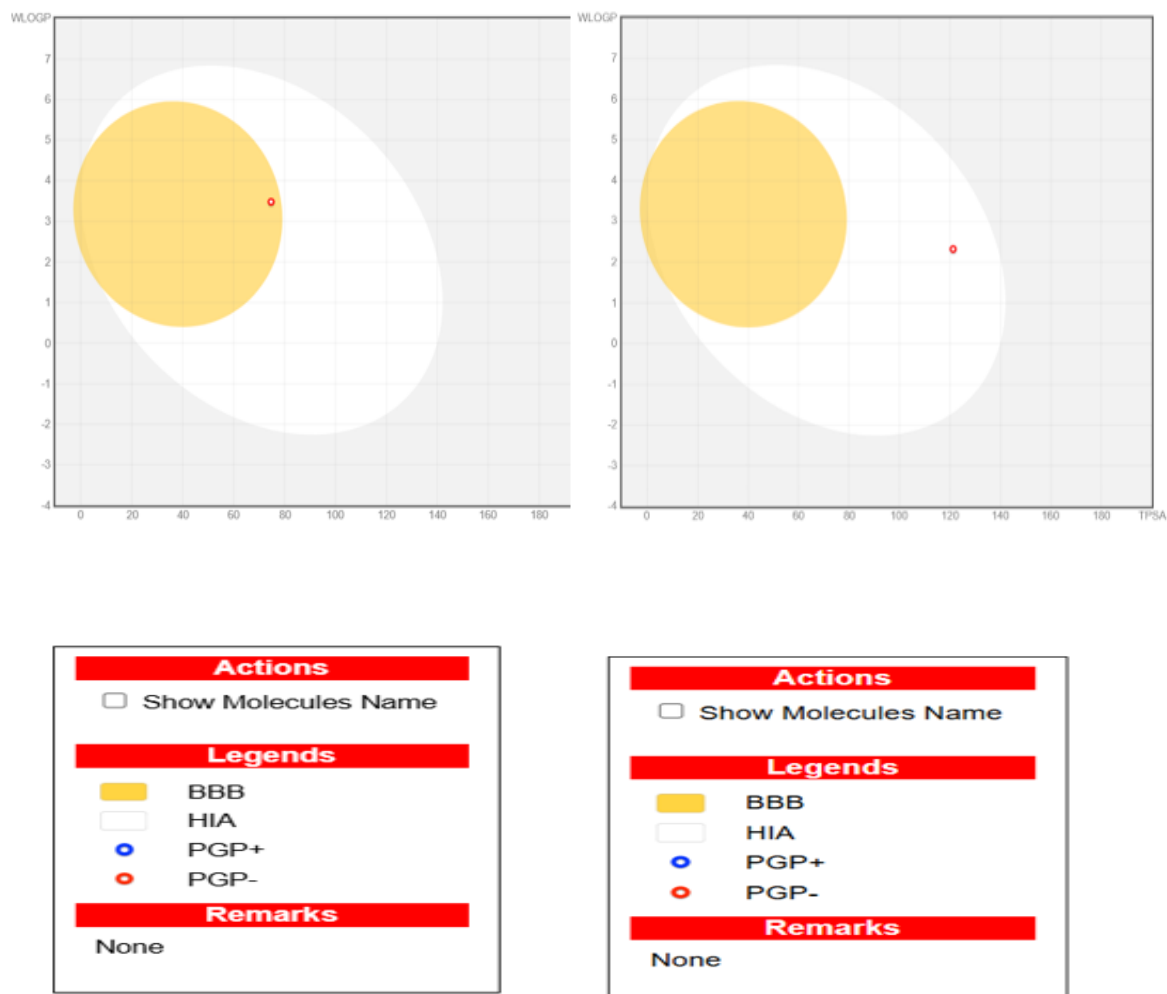 WLOGP
7
6
5
4
3
2
1
0
-1
-2
-3
-4
0 20 40 60 80 100 120 140 160 180
WLOGP
7
6
5
4
3
2
1
0
-1
-2
-3
-4
0 20 40 60 80 100 120 140 160 180 TPSA
Actions
Show Molecules Name
Legends
BBB
HIA
PGP+
PGP-
Remarks
None
Actions
Show Molecules Name
Legends
BBB
HIA
PGP+
PGP-
Remarks
None